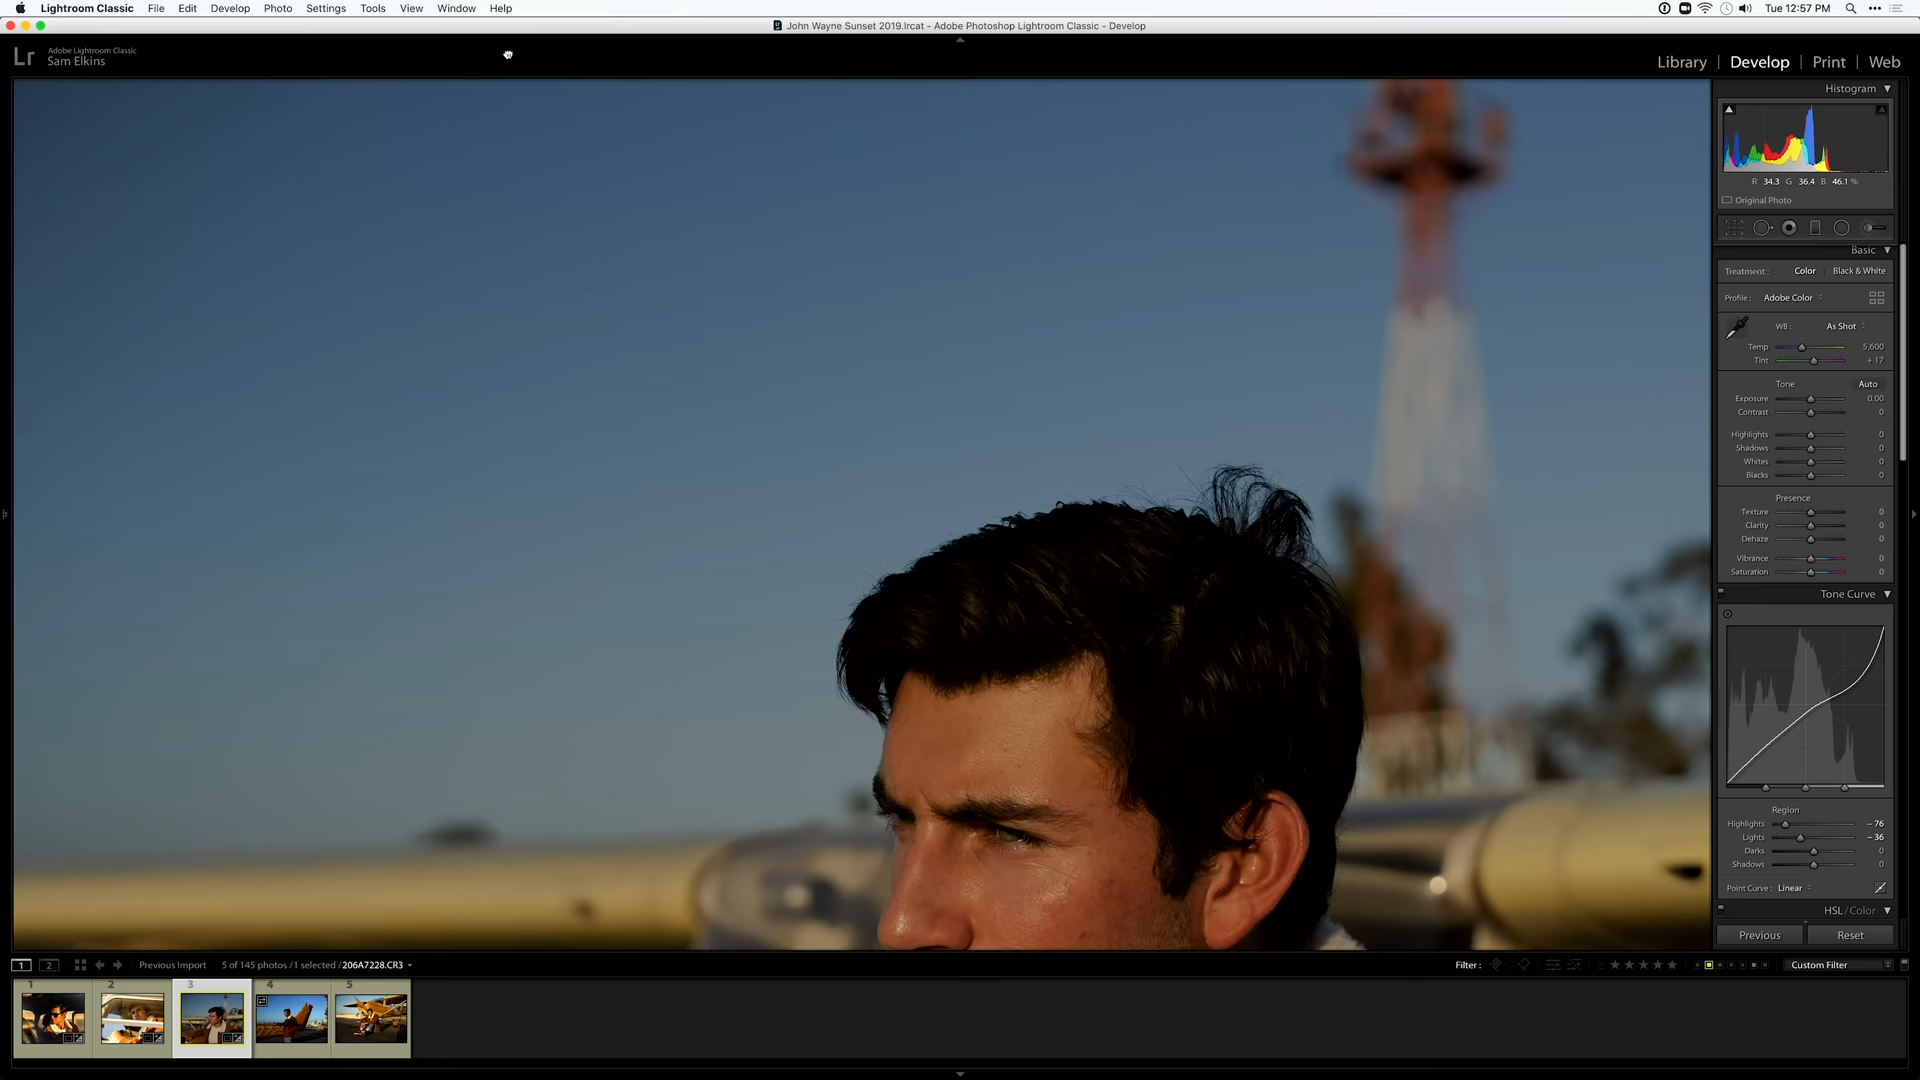 Lightroom Classic File Edit Develop Photo Settings Tools View Window Help Tue 12:57 PM
John Wayne Sunset 2019.lrcat - Adobe Photoshop Lightroom Classic - Develop
Lr Adobe Lightroom Classic
Sam Elkins
Library | Develop | Print | Web
Histogram
R 34.3 G 36.4 B 46.1 %
Original Photo
Basic
Treatment : Color Black & White
Profile : Adobe Color
WB : As Shot
Temp 5,600
Tint + 17
Tone Auto
Exposure 0.00
Contrast 0
Highlights 0
Shadows 0
Whites 0
Blacks 0
Presence
Texture 0
Clarity 0
Dehaze 0
Vibrance 0
Saturation 0
Tone Curve
Region
Highlights - 76
Lights - 36
Darks 0
Shadows 0
Point Curve : Linear
HSL / Color
Previous Reset
1 2 Previous Import 5 of 145 photos / 1 selected / 206A7228.CR3 Filter : Custom Filter
1 2 3 4 5